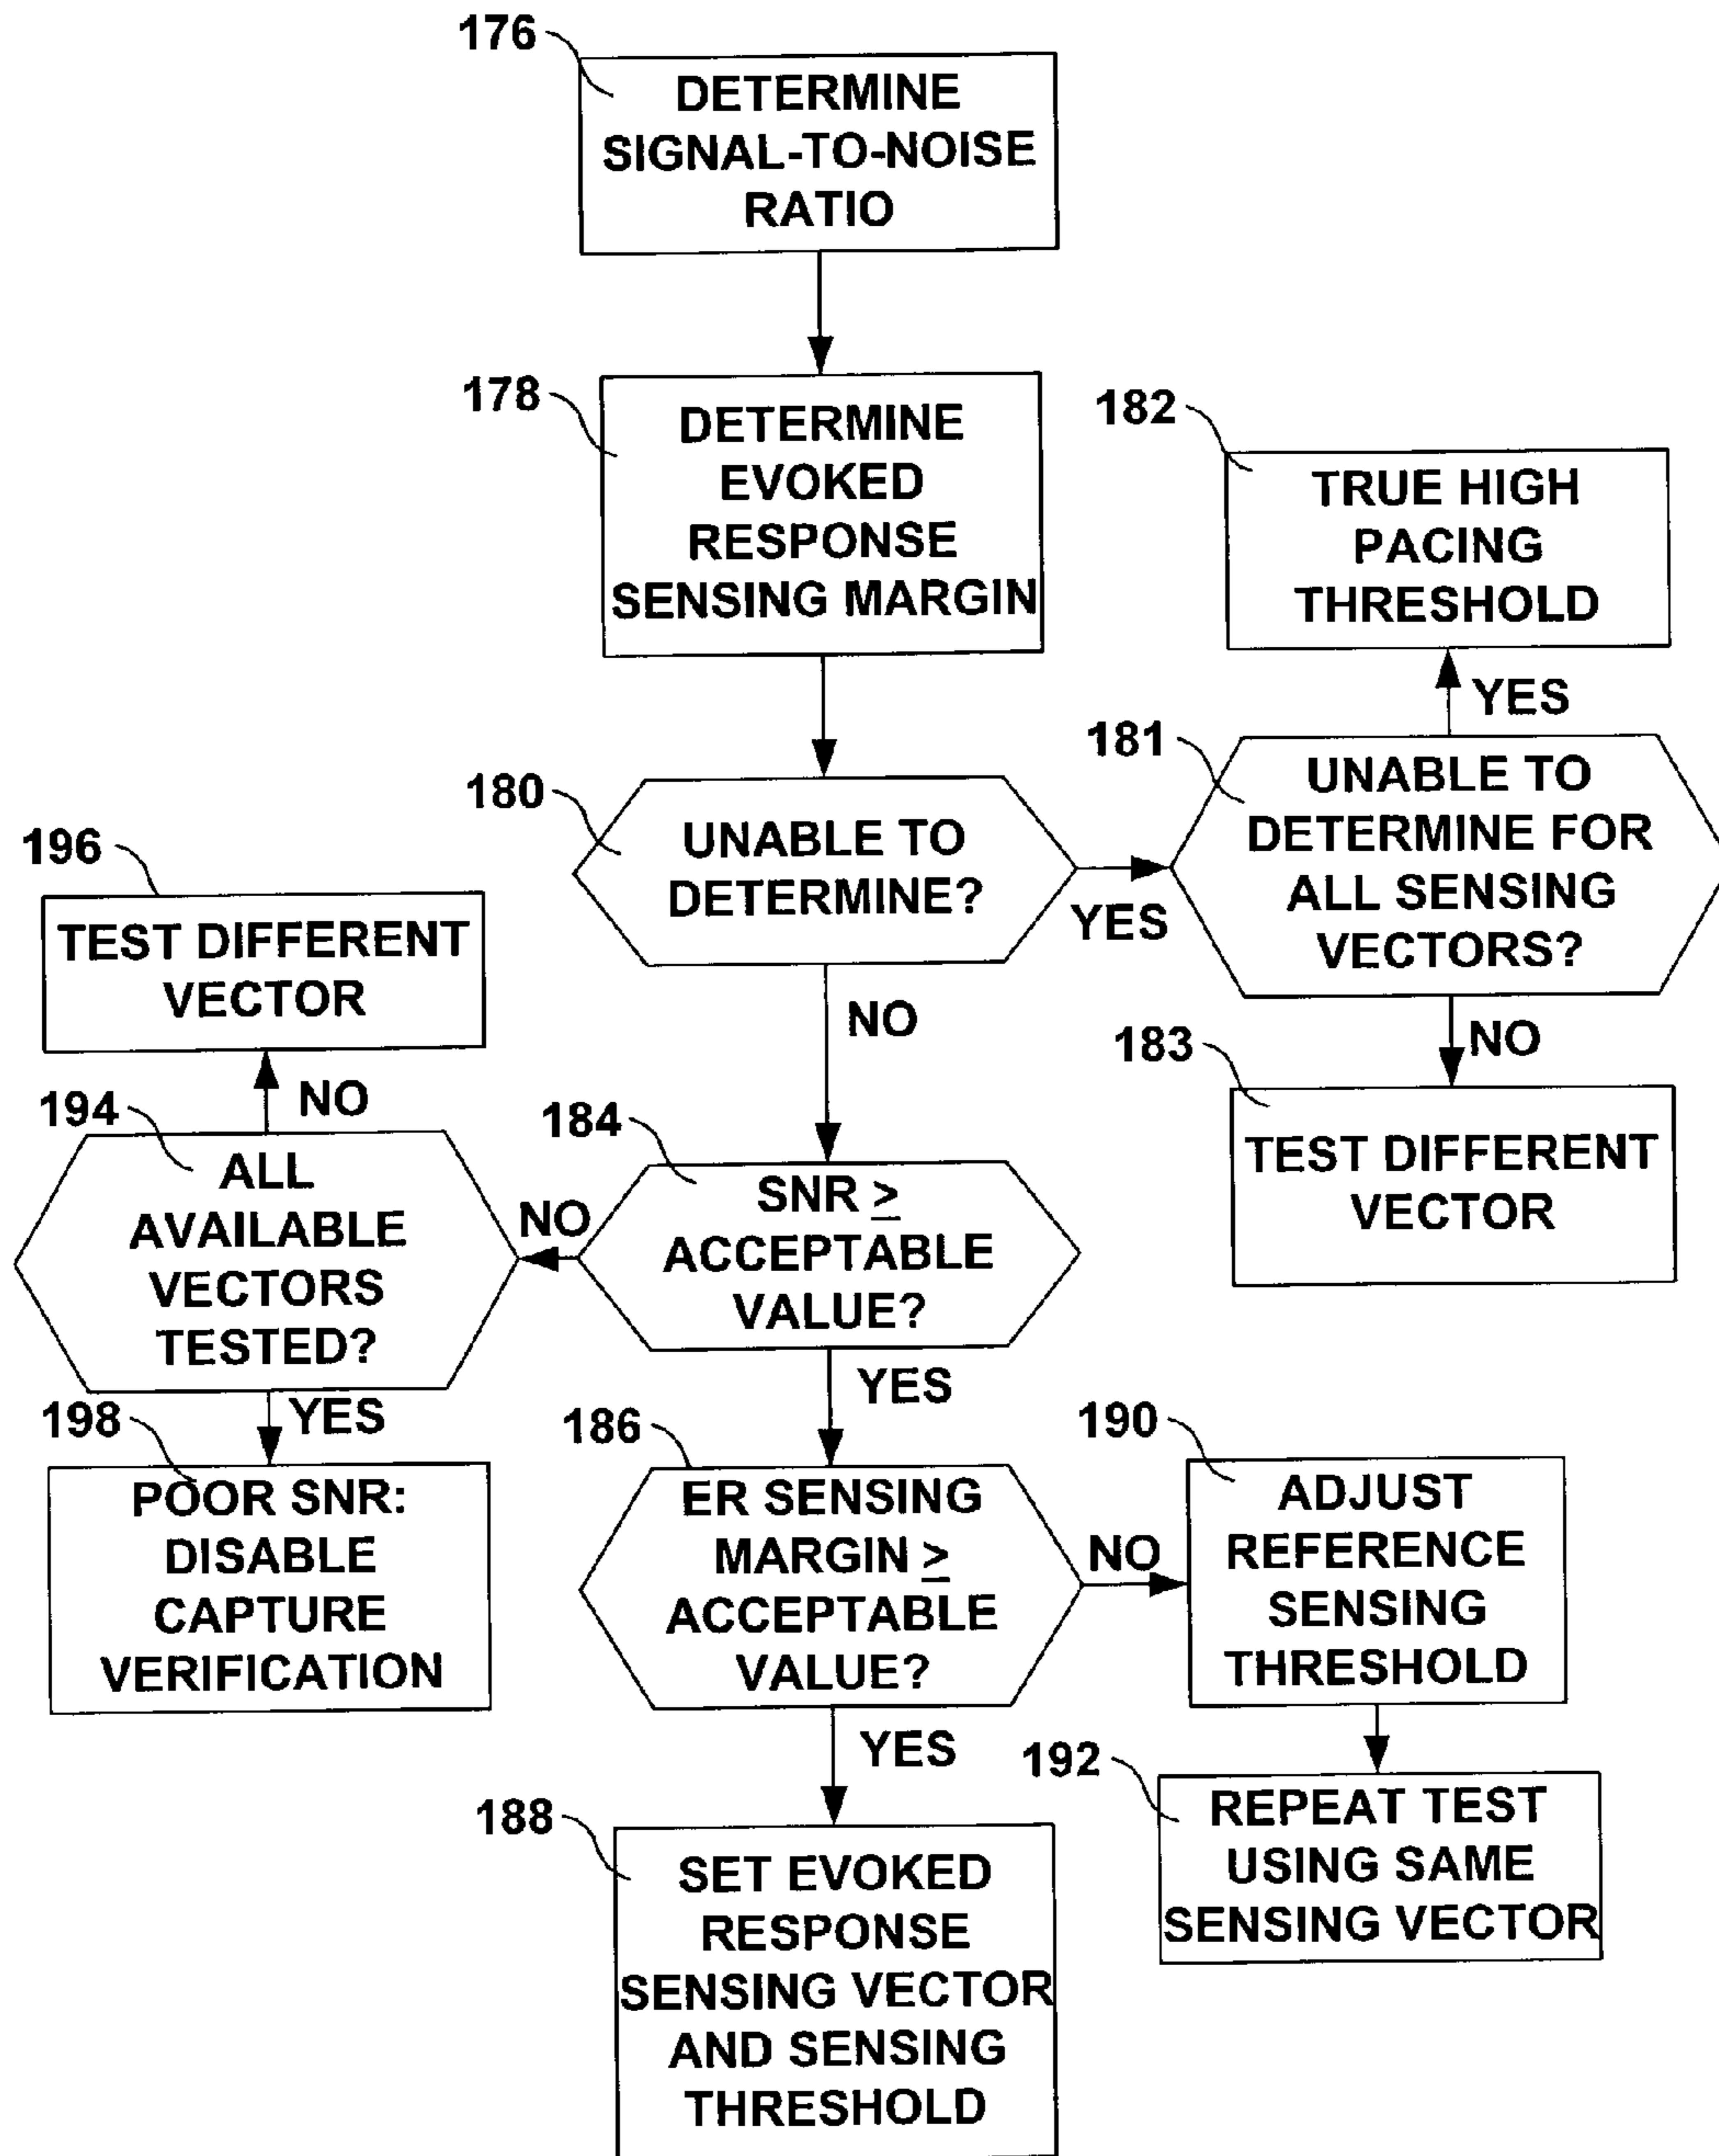 176
DETERMINE
SIGNAL-TO-NOISE
RATIO
178
DETERMINE
EVOKED
RESPONSE
SENSING MARGIN
182
TRUE HIGH
PACING
THRESHOLD
YES
181
UNABLE TO
DETERMINE FOR
ALL SENSING
VECTORS?
180
UNABLE TO
DETERMINE?
YES
NO
NO
183
TEST DIFFERENT
VECTOR
196
TEST DIFFERENT
VECTOR
NO
194
ALL
AVAILABLE
VECTORS
TESTED?
NO
184
SNR ≥
ACCEPTABLE
VALUE?
YES
YES
198
POOR SNR:
DISABLE
CAPTURE
VERIFICATION
186
ER SENSING
MARGIN ≥
ACCEPTABLE
VALUE?
NO
190
ADJUST
REFERENCE
SENSING
THRESHOLD
YES
192
REPEAT TEST
USING SAME
SENSING VECTOR
188
SET EVOKED
RESPONSE
SENSING VECTOR
AND SENSING
THRESHOLD